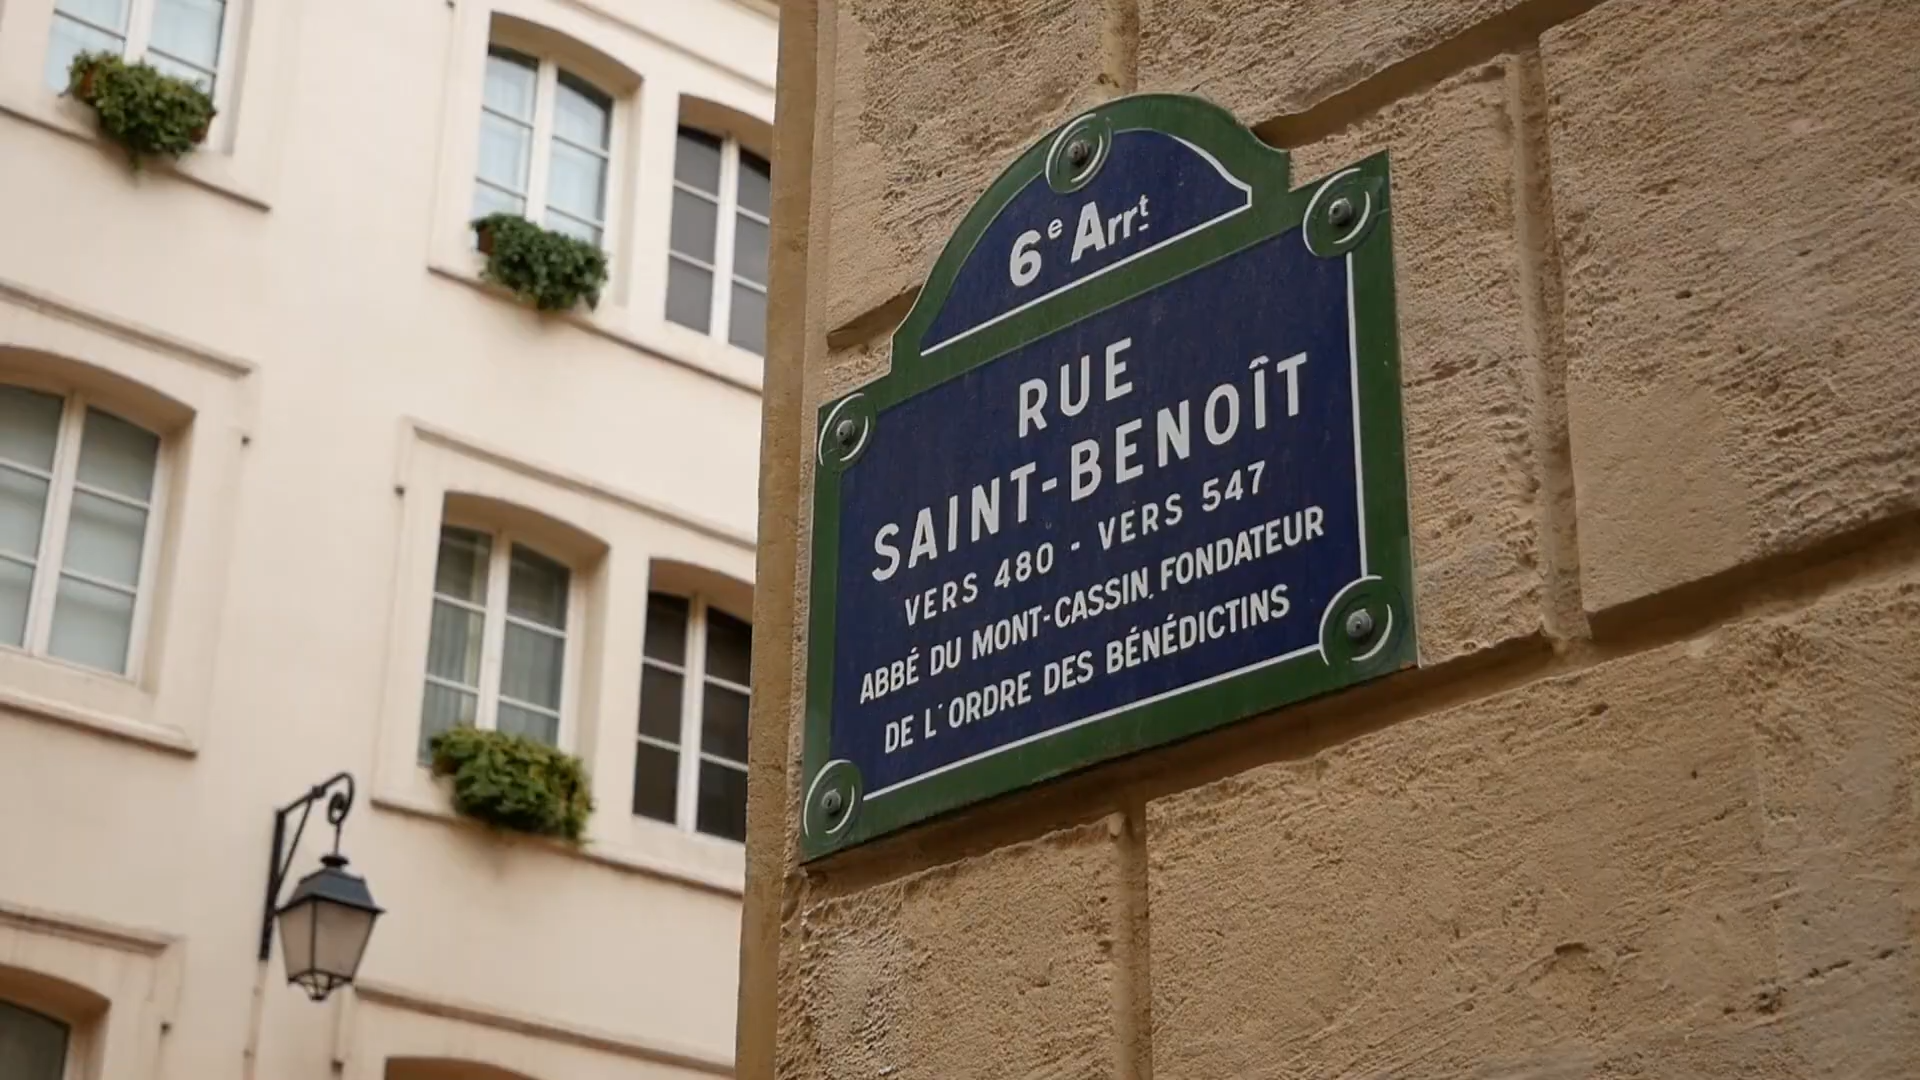 6e Arrt
RUE
SAINT-BENOÎT
VERS 480 - VERS 547
ABBÉ DU MONT-CASSIN, FONDATEUR
DE L'ORDRE DES BÉNÉDICTINS